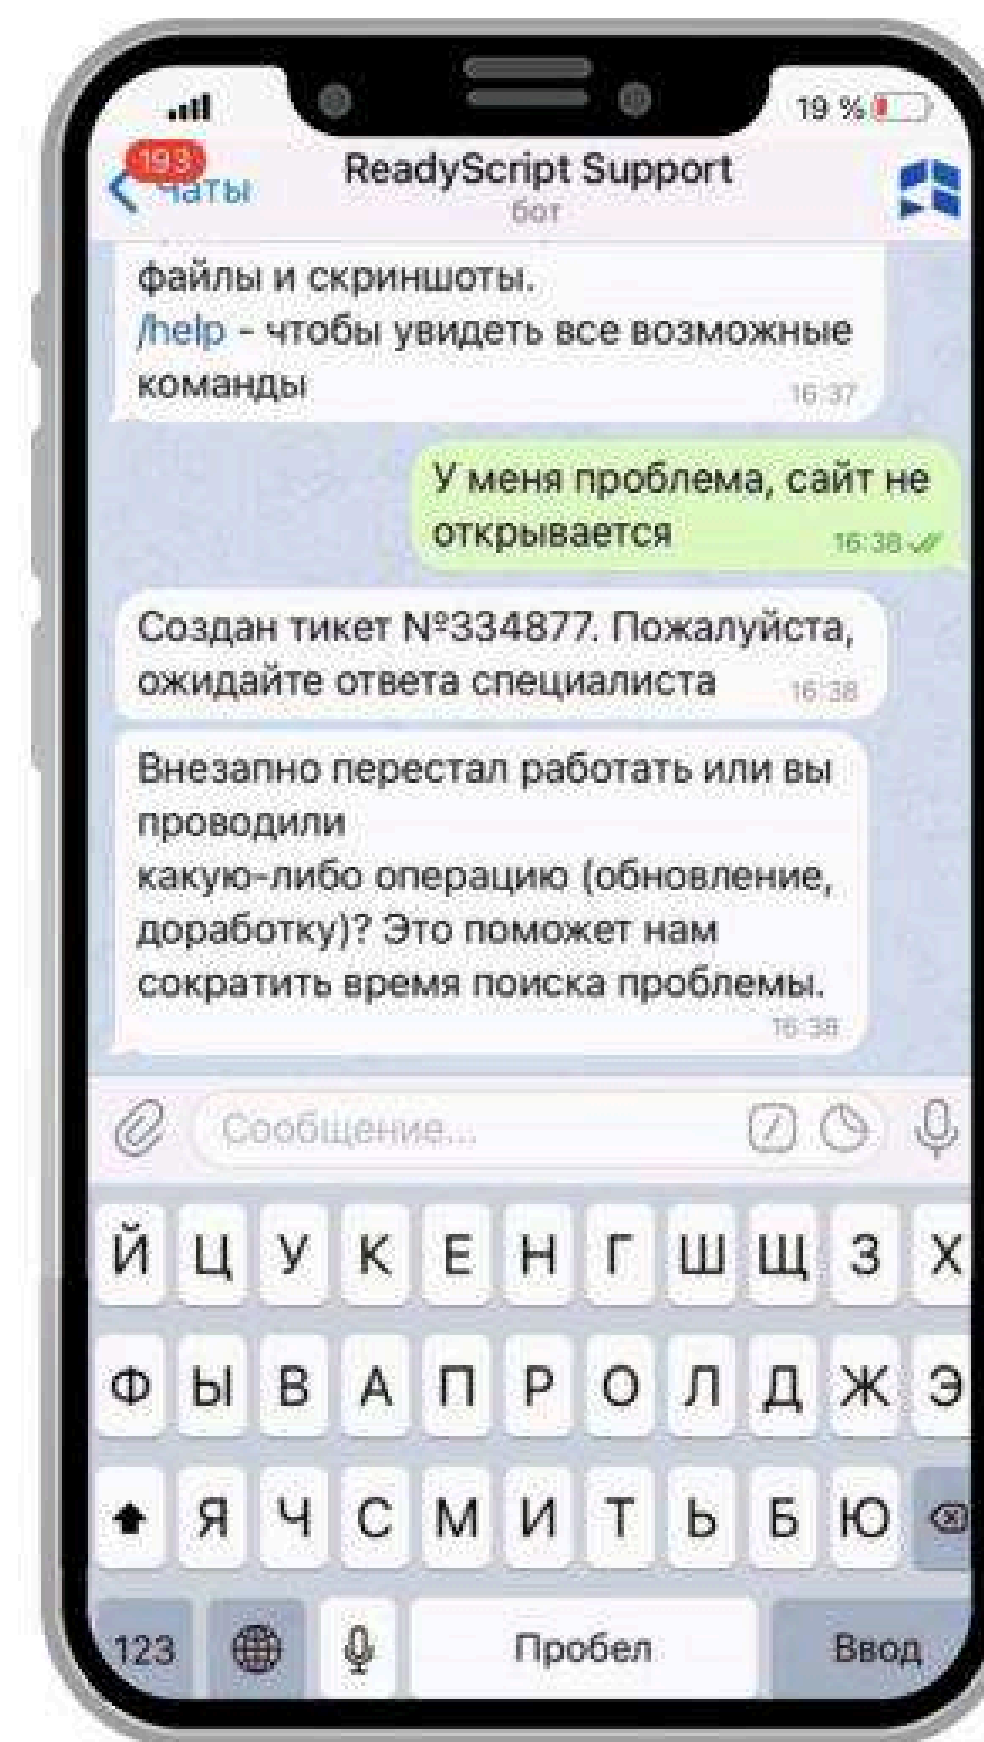 19 %
193
Чаты
ReadyScript Support
бот
файлы и скриншоты.
/help - чтобы увидеть все возможные
команды
16:37
У меня проблема, сайт не
открывается
16:38
Создан тикет №334877. Пожалуйста,
ожидайте ответа специалиста
16:38
Внезапно перестал работать или вы
проводили
какую-либо операцию (обновление,
доработку)? Это поможет нам
сократить время поиска проблемы.
16:38
Сообщение...
Й Ц У К Е Н Г Ш Щ З Х
Ф Ы В А П Р О Л Д Ж Э
Я Ч С М И Т Ь Б Ю
123 Пробел Ввод